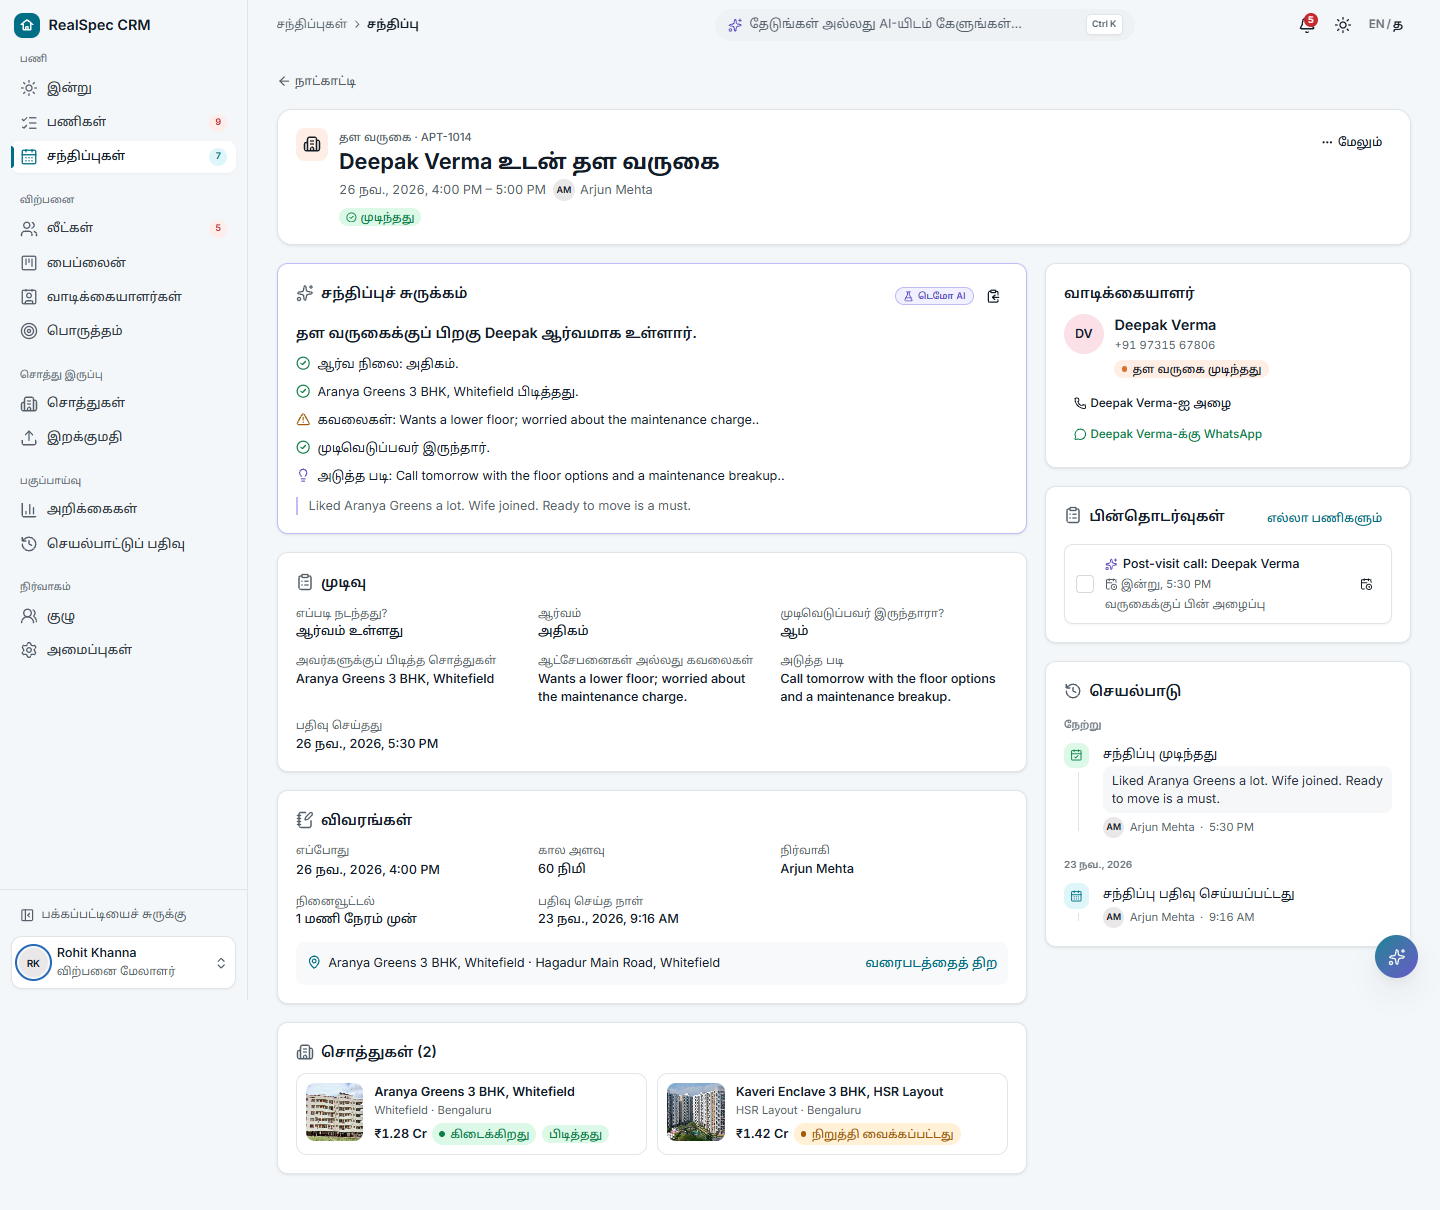 RealSpec CRM
பணி
இன்று
பணிகள் 9
சந்திப்புகள் 7
விற்பனை
லீட்கள் 5
பைப்லைன்
வாடிக்கையாளர்கள்
பொருத்தம்
சொத்து இருப்பு
சொத்துகள்
இறக்குமதி
பகுப்பாய்வு
அறிக்கைகள்
செயல்பாட்டுப் பதிவு
நிர்வாகம்
குழு
அமைப்புகள்
பக்கப்பட்டியைச் சுருக்கு
RK Rohit Khanna
விற்பனை மேலாளர்
சந்திப்புகள் > சந்திப்பு
தேடுங்கள் அல்லது AI-யிடம் கேளுங்கள்... Ctrl K
5
EN / த
← நாட்காட்டி
தள வருகை · APT-1014
Deepak Verma உடன் தள வருகை
26 நவ., 2026, 4:00 PM – 5:00 PM AM Arjun Mehta
முடிந்தது
··· மேலும்
சந்திப்புச் சுருக்கம்
டெமோ AI
தள வருகைக்குப் பிறகு Deepak ஆர்வமாக உள்ளார்.
ஆர்வ நிலை: அதிகம்.
Aranya Greens 3 BHK, Whitefield பிடித்தது.
கவலைகள்: Wants a lower floor; worried about the maintenance charge..
முடிவெடுப்பவர் இருந்தார்.
அடுத்த படி: Call tomorrow with the floor options and a maintenance breakup..
Liked Aranya Greens a lot. Wife joined. Ready to move is a must.
முடிவு
எப்படி நடந்தது?
ஆர்வம் உள்ளது
ஆர்வம்
அதிகம்
முடிவெடுப்பவர் இருந்தாரா?
ஆம்
அவர்களுக்குப் பிடித்த சொத்துகள்
Aranya Greens 3 BHK, Whitefield
ஆட்சேபனைகள் அல்லது கவலைகள்
Wants a lower floor; worried about
the maintenance charge.
அடுத்த படி
Call tomorrow with the floor options
and a maintenance breakup.
பதிவு செய்தது
26 நவ., 2026, 5:30 PM
விவரங்கள்
எப்போது
26 நவ., 2026, 4:00 PM
கால அளவு
60 நிமி
நிர்வாகி
Arjun Mehta
நினைவூட்டல்
1 மணி நேரம் முன்
பதிவு செய்த நாள்
23 நவ., 2026, 9:16 AM
Aranya Greens 3 BHK, Whitefield · Hagadur Main Road, Whitefield
வரைபடத்தைத் திற
சொத்துகள் (2)
Aranya Greens 3 BHK, Whitefield
Whitefield · Bengaluru
₹1.28 Cr கிடைக்கிறது பிடித்தது
Kaveri Enclave 3 BHK, HSR Layout
HSR Layout · Bengaluru
₹1.42 Cr நிறுத்தி வைக்கப்பட்டது
வாடிக்கையாளர்
DV
Deepak Verma
+91 97315 67806
தள வருகை முடிந்தது
Deepak Verma-ஐ அழை
Deepak Verma-க்கு WhatsApp
பின்தொடர்வுகள்
எல்லா பணிகளும்
Post-visit call: Deepak Verma
இன்று, 5:30 PM
வருகைக்குப் பின் அழைப்பு
செயல்பாடு
நேற்று
சந்திப்பு முடிந்தது
Liked Aranya Greens a lot. Wife joined. Ready
to move is a must.
AM Arjun Mehta · 5:30 PM
23 நவ., 2026
சந்திப்பு பதிவு செய்யப்பட்டது
AM Arjun Mehta · 9:16 AM